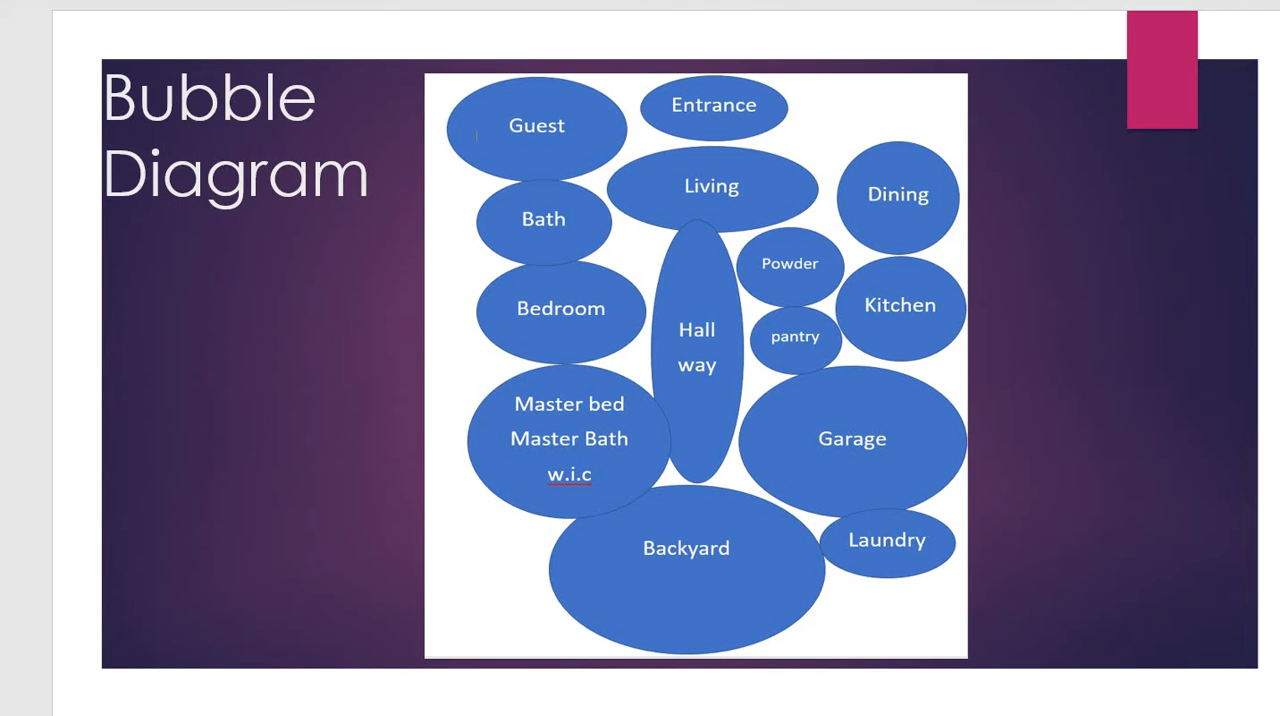 Bubble
Diagram
Guest
Entrance
Living
Dining
Bath
Powder
Bedroom
Kitchen
Hall
way
pantry
Master bed
Master Bath
w.i.c
Garage
Backyard
Laundry